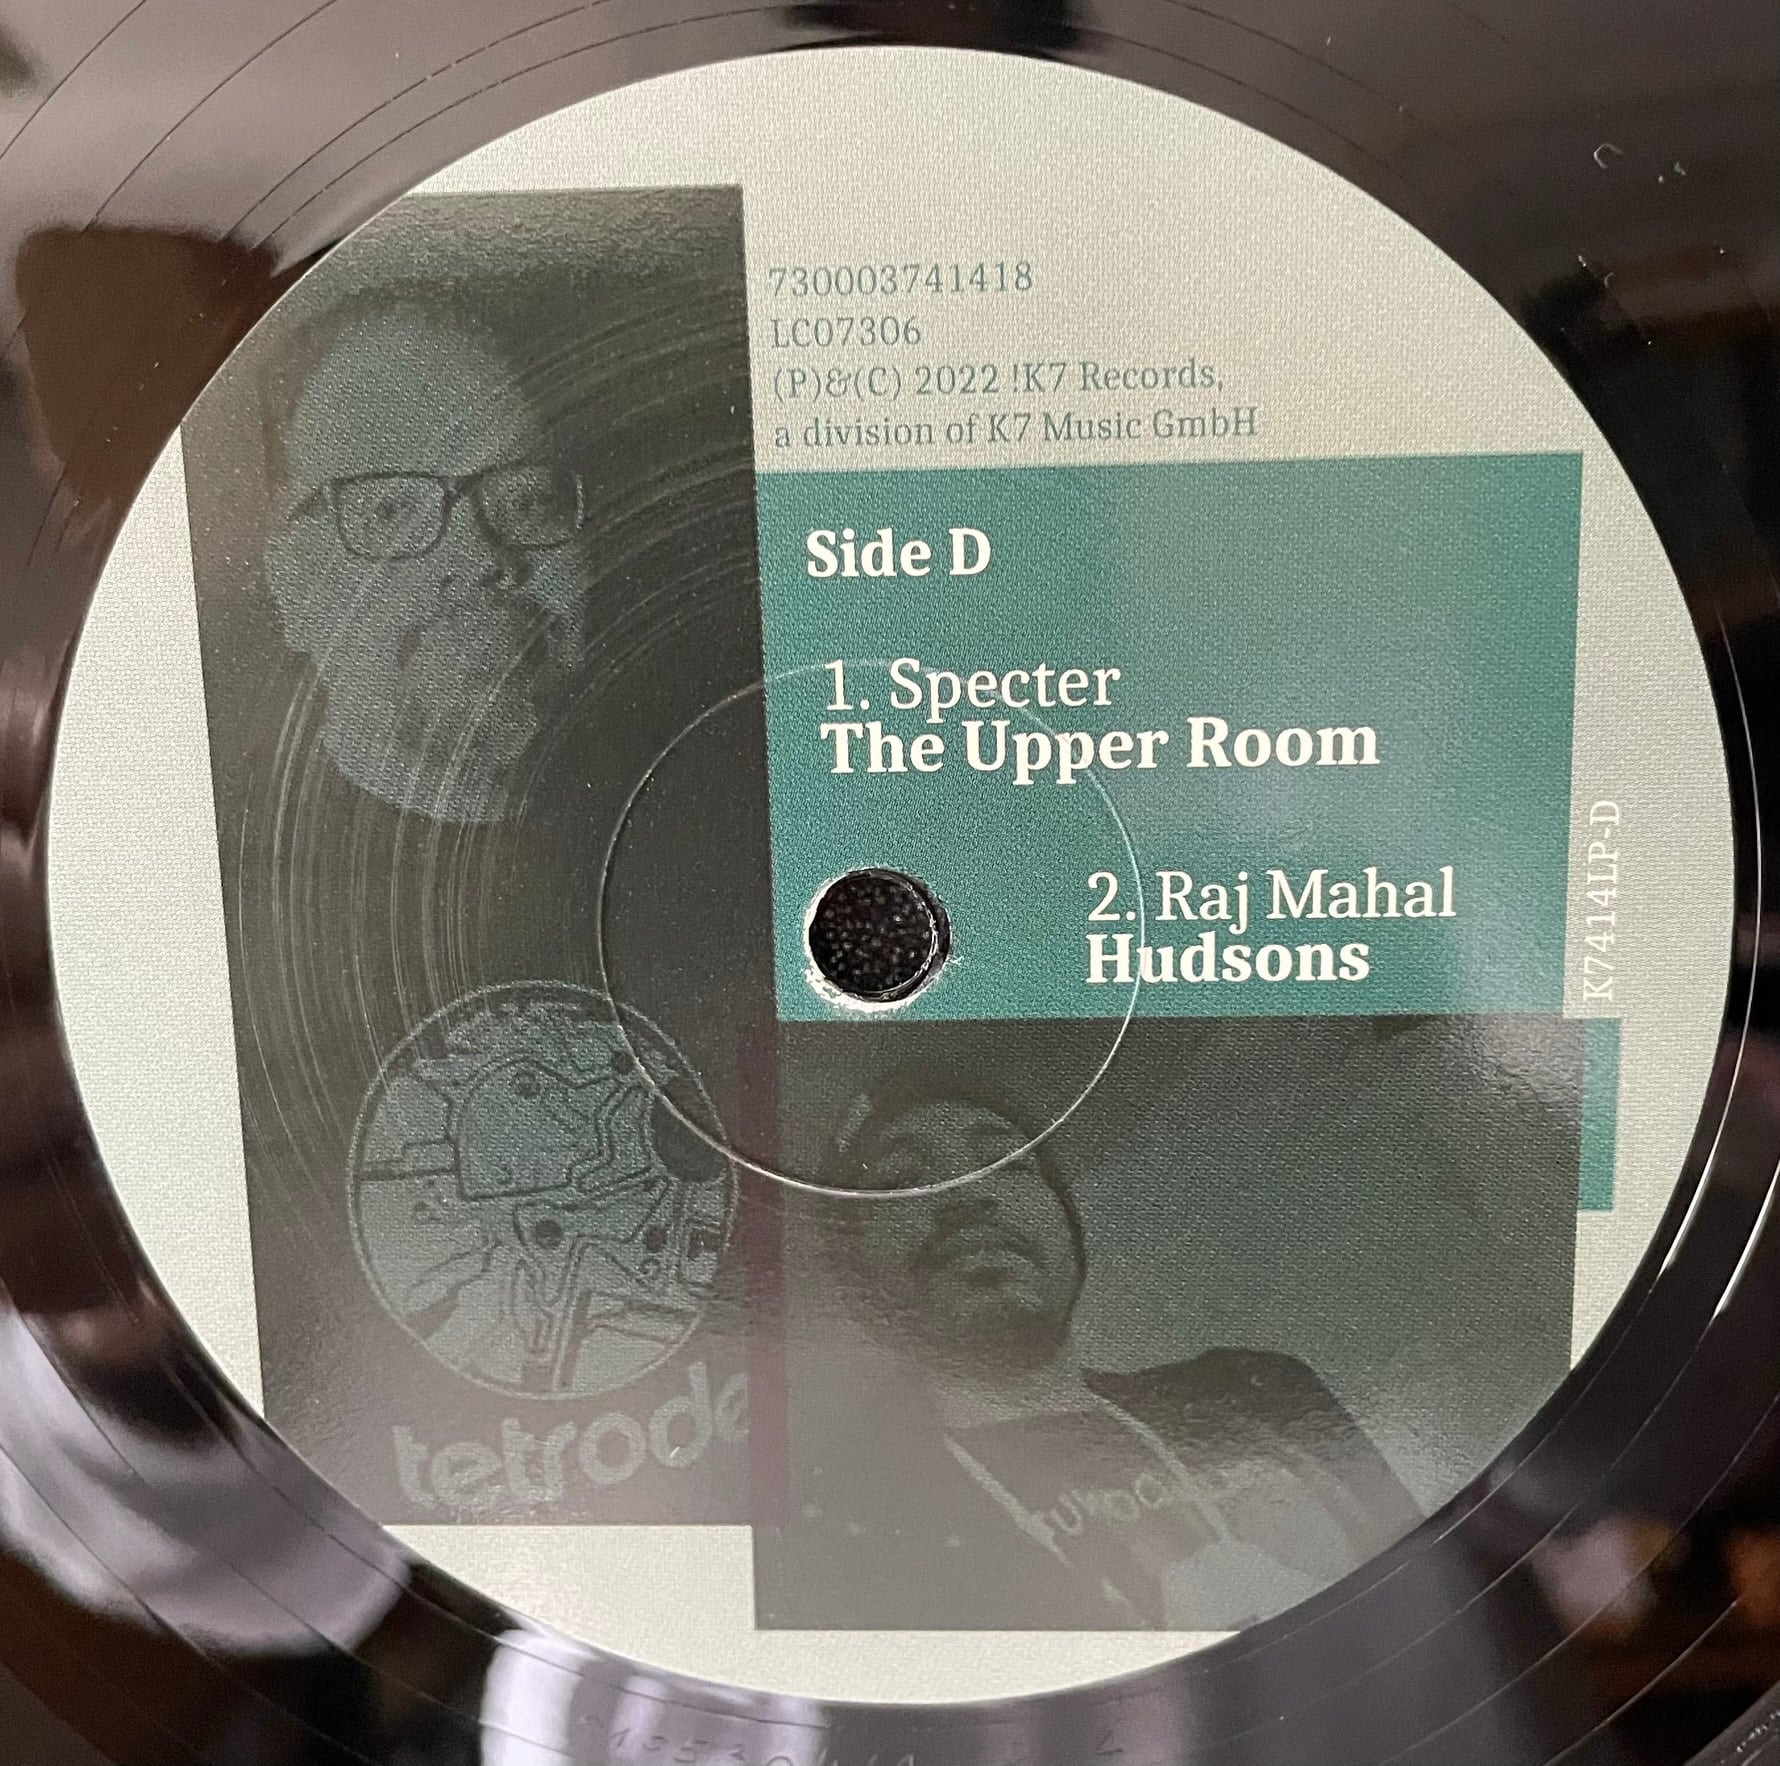 730003741418
LC07306
(P)&(C) 2022 !K7 Records,
a division of K7 Music GmbH
Side D
1. Specter
The Upper Room
2. Raj Mahal
Hudsons
K7414LP-D
tetrode